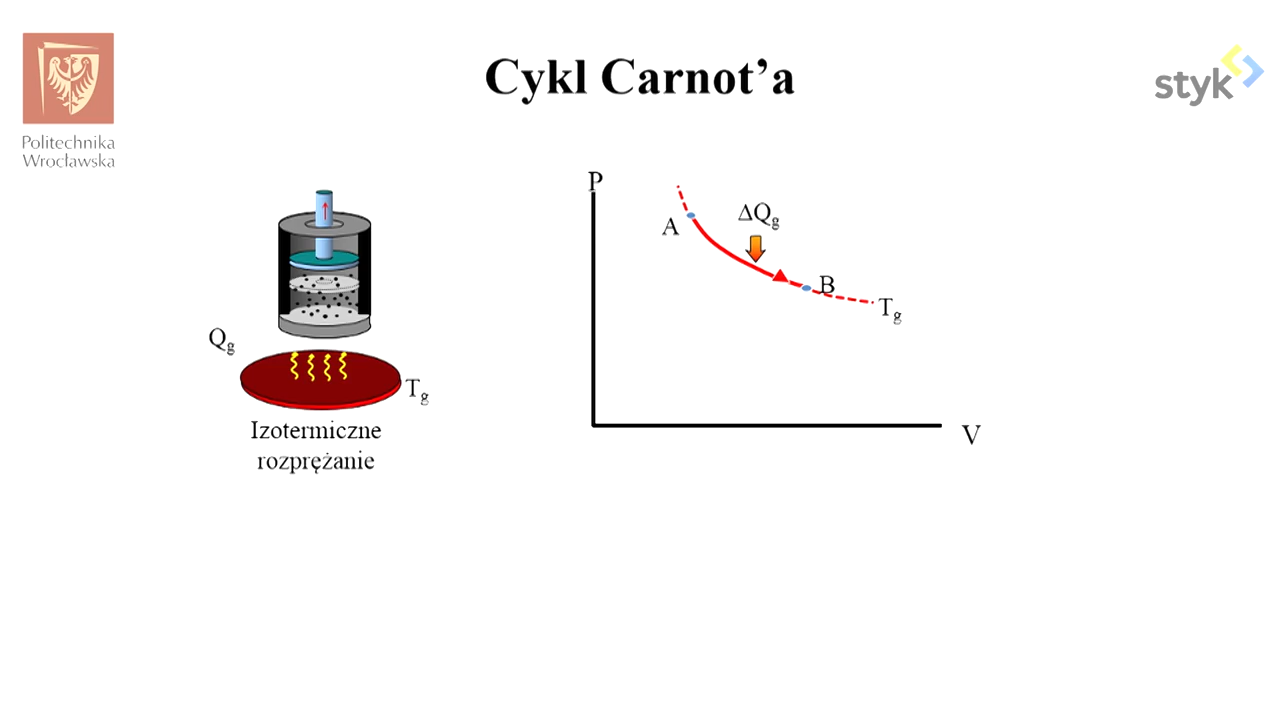 Politechnika
Wrocławska
Cykl Carnot’a
styk
Qg
Tg
Izotermiczne
rozprężanie
P
A
ΔQg
B
Tg
V